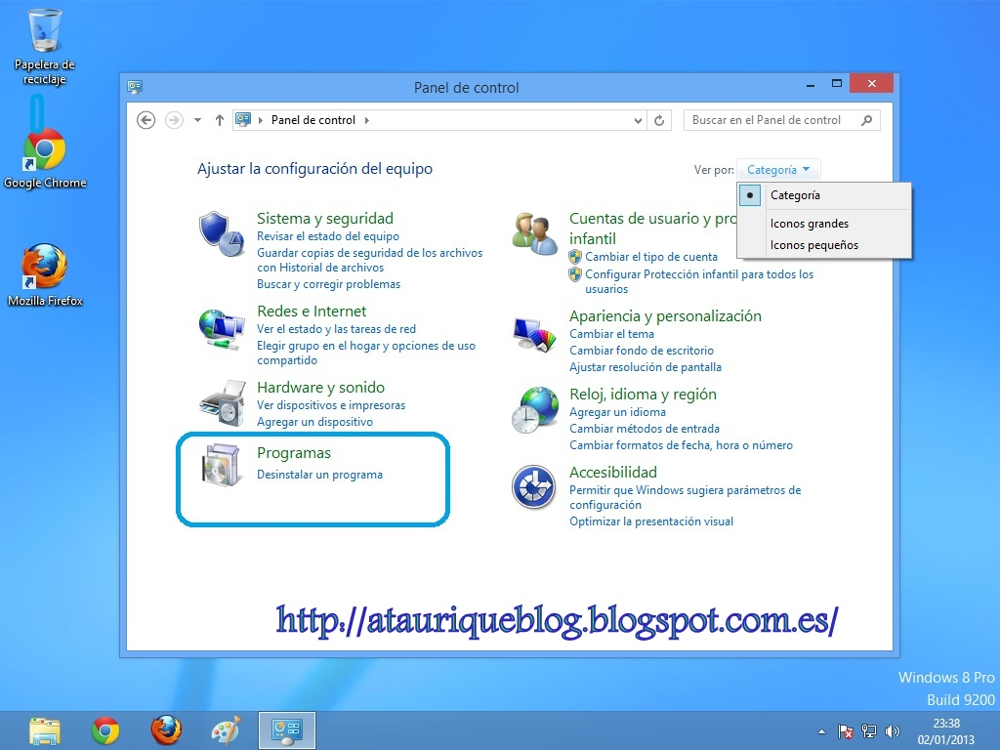 Papelera de
reciclaje
Google Chrome
Mozilla Firefox
Panel de control
Panel de control
Buscar en el Panel de control
Ajustar la configuración del equipo
Ver por: Categoría
Categoría
Iconos grandes
Iconos pequeños
Sistema y seguridad
Revisar el estado del equipo
Guardar copias de seguridad de los archivos
con Historial de archivos
Buscar y corregir problemas
Redes e Internet
Ver el estado y las tareas de red
Elegir grupo en el hogar y opciones de uso
compartido
Hardware y sonido
Ver dispositivos e impresoras
Agregar un dispositivo
Programas
Desinstalar un programa
Cuentas de usuario y pro
infantil
Cambiar el tipo de cuenta
Configurar Protección infantil para todos los
usuarios
Apariencia y personalización
Cambiar el tema
Cambiar fondo de escritorio
Ajustar resolución de pantalla
Reloj, idioma y región
Agregar un idioma
Cambiar métodos de entrada
Cambiar formatos de fecha, hora o número
Accesibilidad
Permitir que Windows sugiera parámetros de
configuración
Optimizar la presentación visual
http://ataurique​blog.blogspot.com.es/
Windows 8 Pro
Build 9200
23:38
02/01/2013